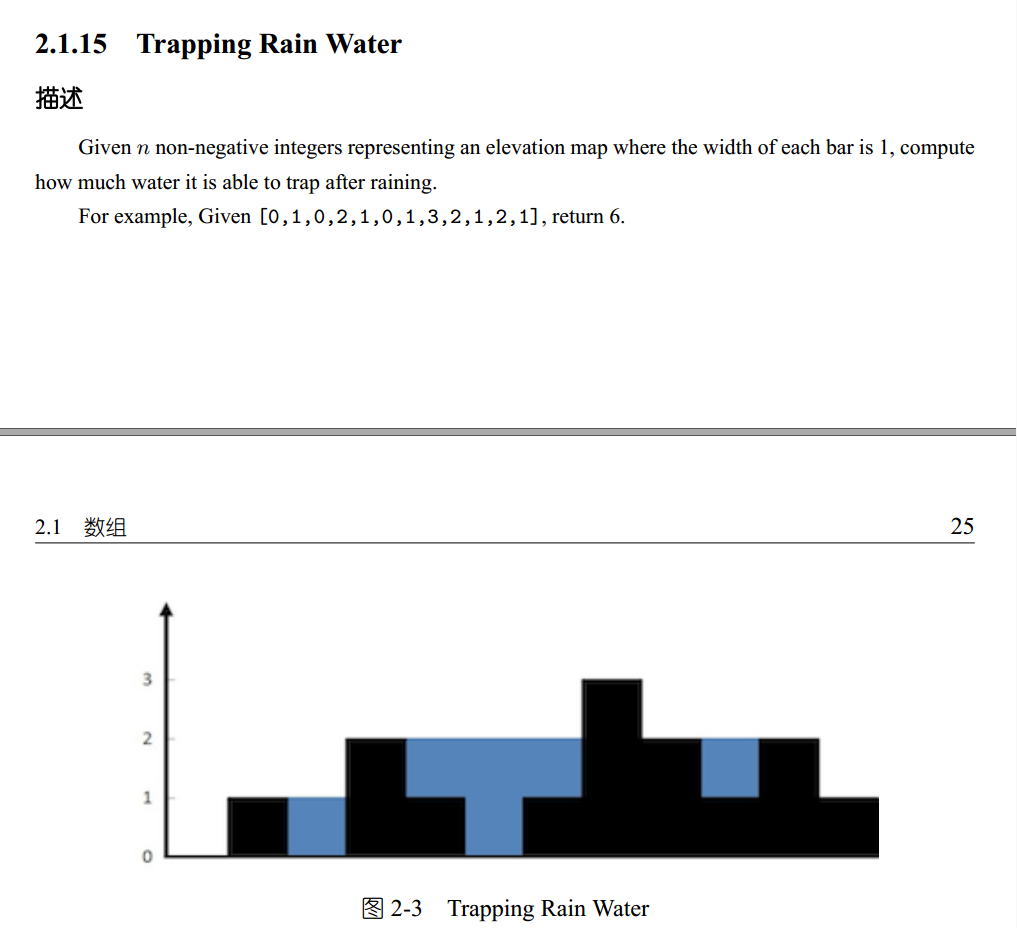 2.1.15 Trapping Rain Water
描述
Given n non-negative integers representing an elevation map where the width of each bar is 1, compute
how much water it is able to trap after raining.
For example, Given [0,1,0,2,1,0,1,3,2,1,2,1], return 6.
2.1 数组 25
3
2
1
0
图 2-3 Trapping Rain Water